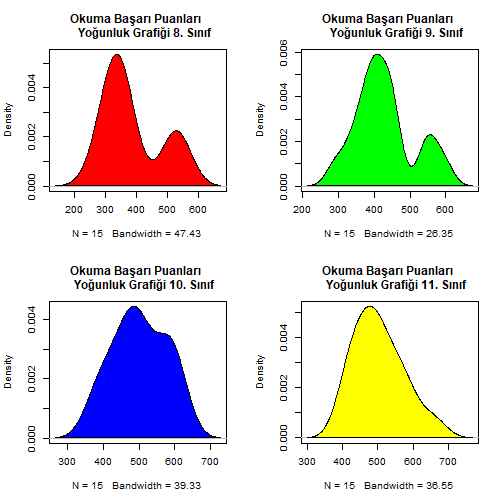 Okuma Başarı Puanları
Yoğunluk Grafiği 8. Sınıf
Density
0.000 0.002 0.004
200 300 400 500 600
N = 15 Bandwidth = 47.43
Okuma Başarı Puanları
Yoğunluk Grafiği 9. Sınıf
Density
0.000 0.002 0.004 0.006
200 300 400 500 600
N = 15 Bandwidth = 26.35
Okuma Başarı Puanları
Yoğunluk Grafiği 10. Sınıf
Density
0.000 0.002 0.004
300 400 500 600 700
N = 15 Bandwidth = 39.33
Okuma Başarı Puanları
Yoğunluk Grafiği 11. Sınıf
Density
0.000 0.002 0.004
300 400 500 600 700
N = 15 Bandwidth = 36.55